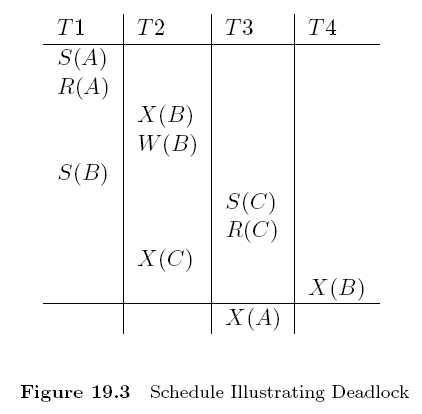 T1 T2 T3 T4
S(A)
R(A)
X(B)
W(B)
S(B)
S(C)
R(C)
X(C)
X(B)
X(A)
Figure 19.3 Schedule Illustrating Deadlock